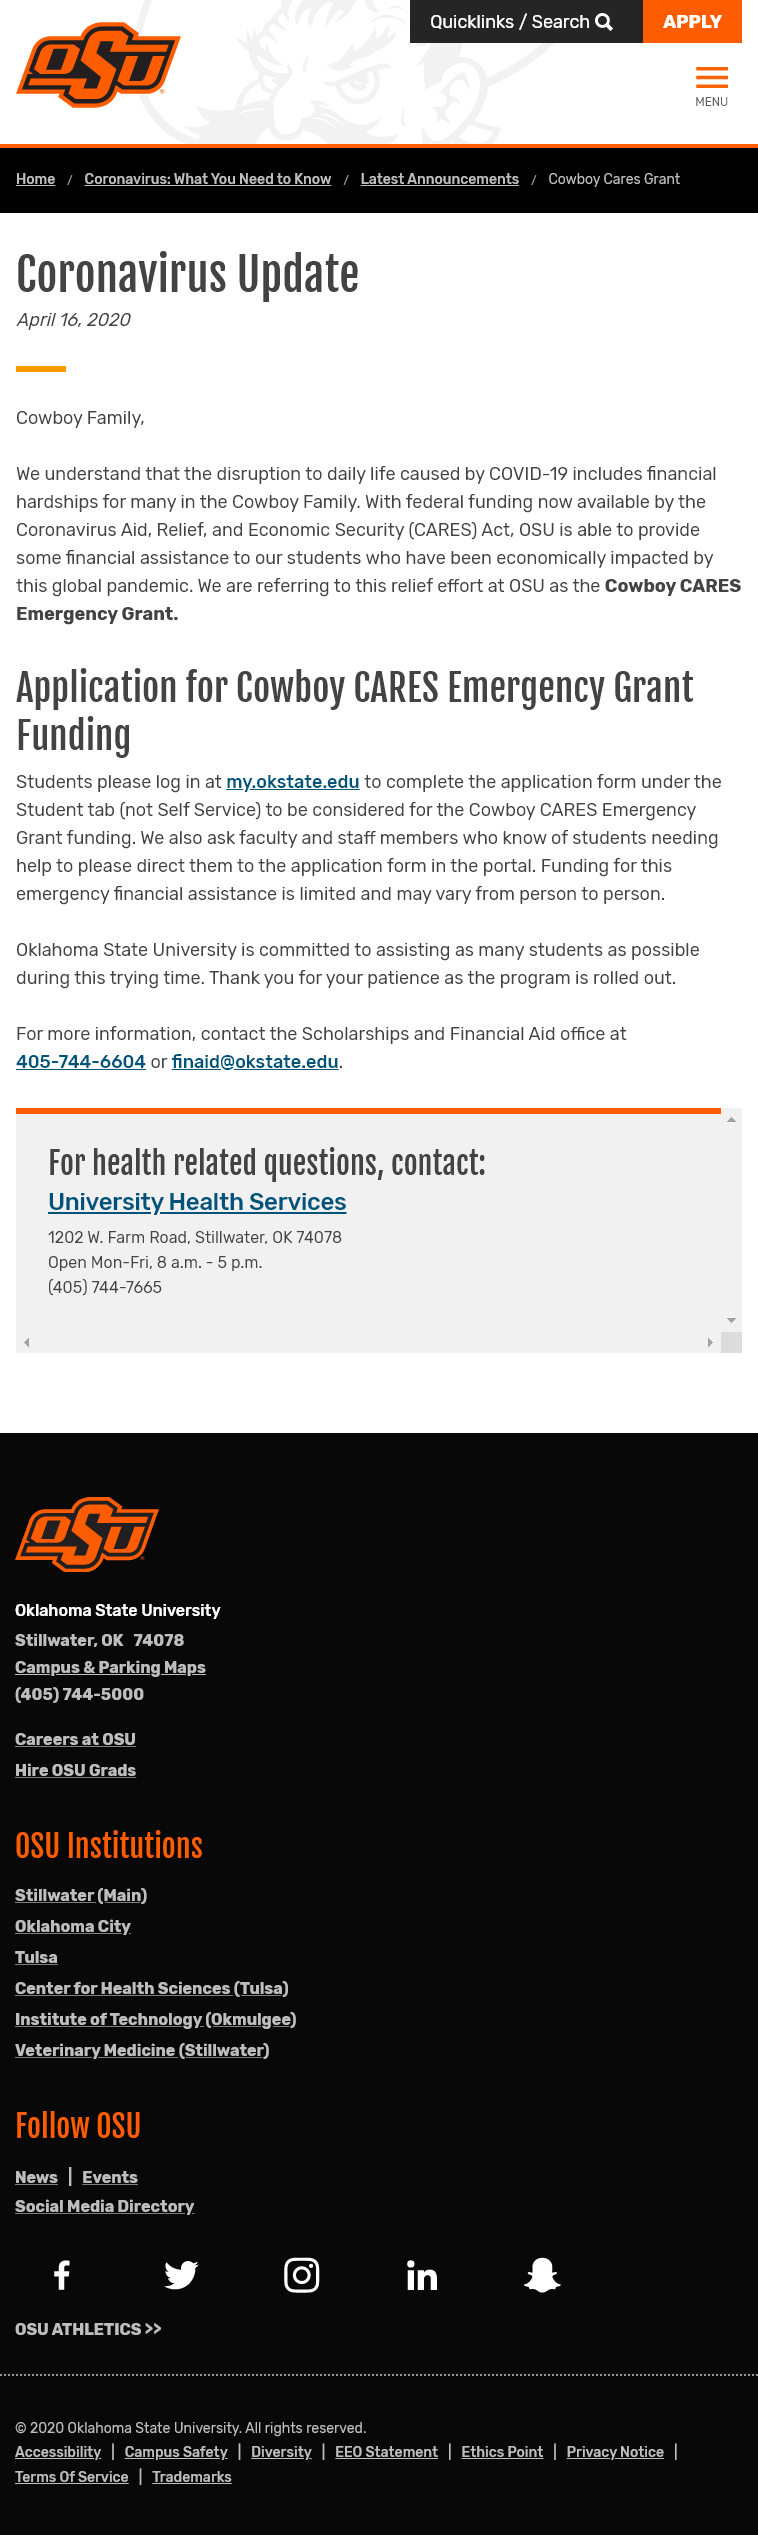 Quicklinks / Search
APPLY
OSU
MENU
Home / Coronavirus: What You Need to Know / Latest Announcements / Cowboy Cares Grant
Coronavirus Update
April 16, 2020
Cowboy Family,
We understand that the disruption to daily life caused by COVID-19 includes financial
hardships for many in the Cowboy Family. With federal funding now available by the
Coronavirus Aid, Relief, and Economic Security (CARES) Act, OSU is able to provide
some financial assistance to our students who have been economically impacted by
this global pandemic. We are referring to this relief effort at OSU as the Cowboy CARES
Emergency Grant.
Application for Cowboy CARES Emergency Grant
Funding
Students please log in at my.okstate.edu to complete the application form under the
Student tab (not Self Service) to be considered for the Cowboy CARES Emergency
Grant funding. We also ask faculty and staff members who know of students needing
help to please direct them to the application form in the portal. Funding for this
emergency financial assistance is limited and may vary from person to person.
Oklahoma State University is committed to assisting as many students as possible
during this trying time. Thank you for your patience as the program is rolled out.
For more information, contact the Scholarships and Financial Aid office at
405-744-6604 or finaid@okstate.edu.
For health related questions, contact:
University Health Services
1202 W. Farm Road, Stillwater, OK 74078
Open Mon-Fri, 8 a.m. - 5 p.m.
(405) 744-7665
OSU
Oklahoma State University
Stillwater, OK 74078
Campus & Parking Maps
(405) 744-5000
Careers at OSU
Hire OSU Grads
OSU Institutions
Stillwater (Main)
Oklahoma City
Tulsa
Center for Health Sciences (Tulsa)
Institute of Technology (Okmulgee)
Veterinary Medicine (Stillwater)
Follow OSU
News | Events
Social Media Directory
OSU ATHLETICS >>
© 2020 Oklahoma State University. All rights reserved.
Accessibility | Campus Safety | Diversity | EEO Statement | Ethics Point | Privacy Notice |
Terms Of Service | Trademarks